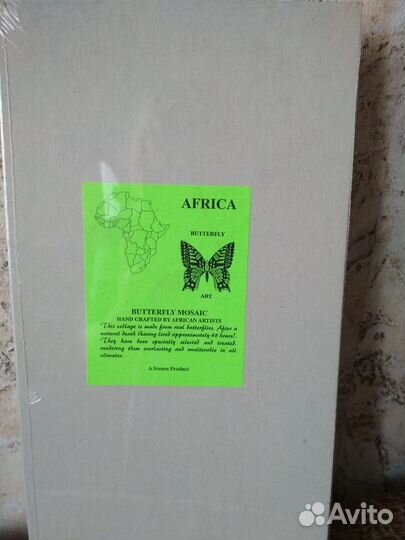 AFRICA
BUTTERFLY
ART
BUTTERFLY MOSAIC
HAND CRAFTED BY AFRICAN ARTISTS
This collage is made from real butterflies. After a
natural death (having lived approximately 48 hours).
They have been specially selected and treated,
rendering them everlasting and unalterable in all
climates.
A Scenex Product
Avito